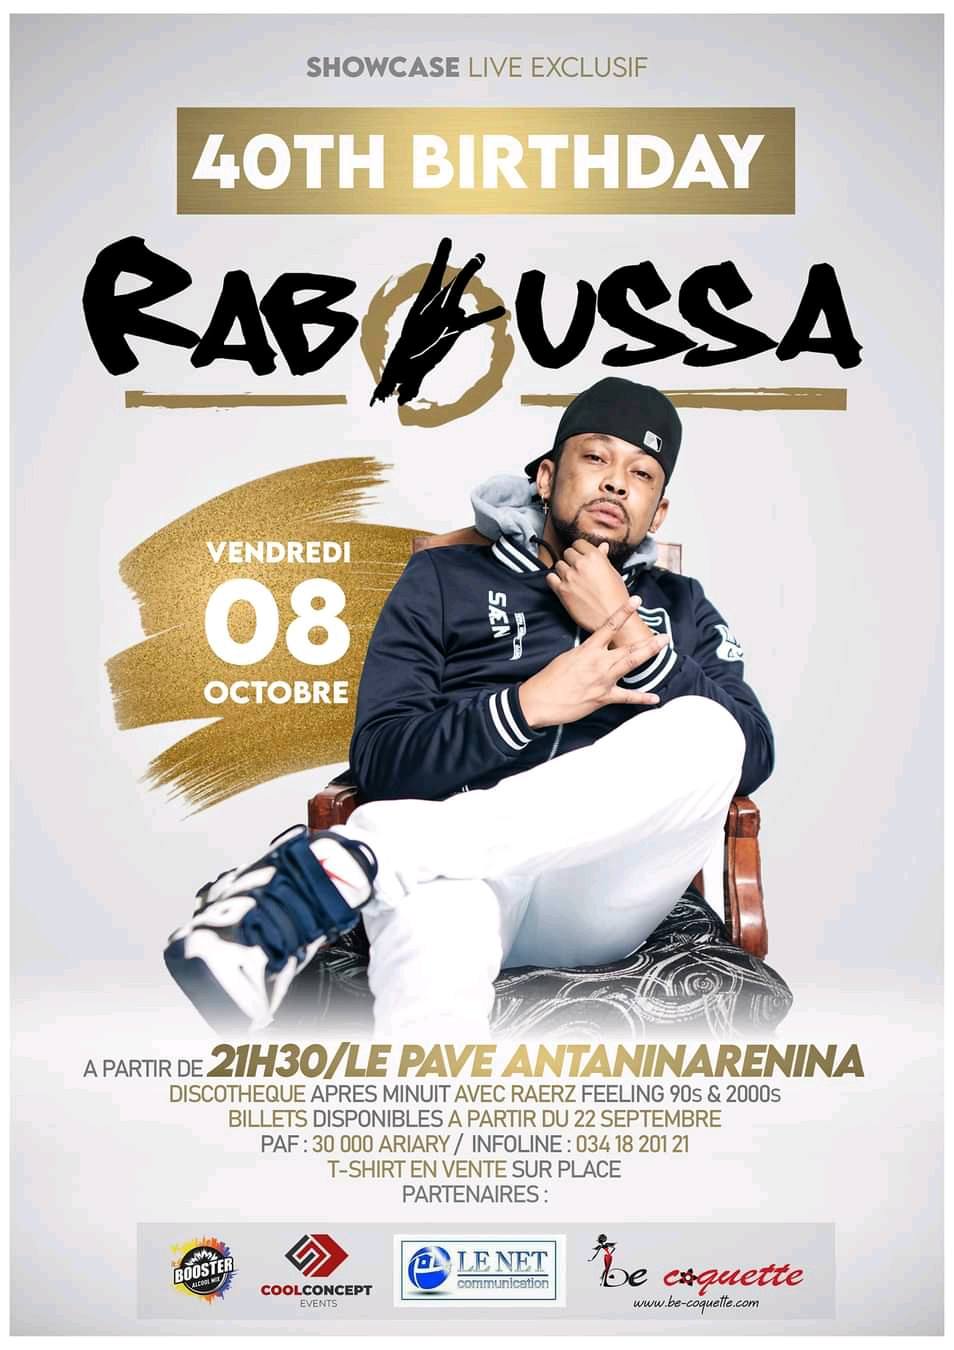 SHOWCASE LIVE EXCLUSIF
40TH BIRTHDAY
RABOUSSA
VENDREDI
08
OCTOBRE
SÆN
A PARTIR DE 21H30/LE PAVE ANTANINARENINA
DISCOTHEQUE APRES MINUIT AVEC RAERZ FEELING 90s & 2000s
BILLETS DISPONIBLES A PARTIR DU 22 SEPTEMBRE
PAF : 30 000 ARIARY / INFOLINE : 034 18 201 21
T-SHIRT EN VENTE SUR PLACE
PARTENAIRES :
BOOSTER
ALCOOL MIX
COOLCONCEPT
EVENTS
LE NET
communication
be coquette
www.be-coquette.com